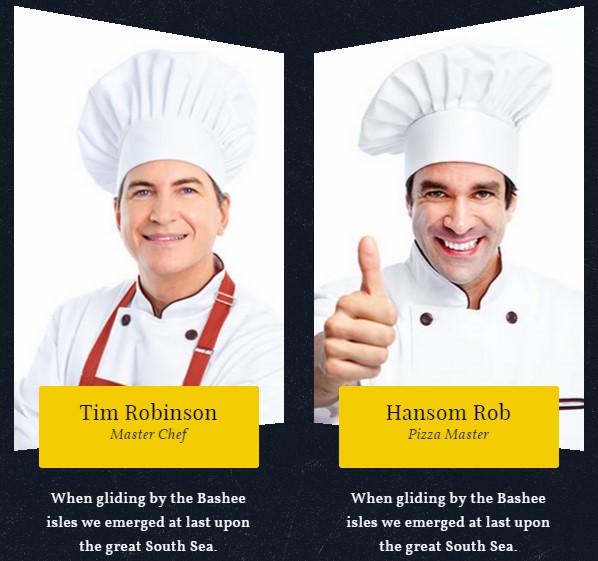 Tim Robinson
Master Chef
When gliding by the Bashee
isles we emerged at last upon
the great South Sea.
Hansom Rob
Pizza Master
When gliding by the Bashee
isles we emerged at last upon
the great South Sea.